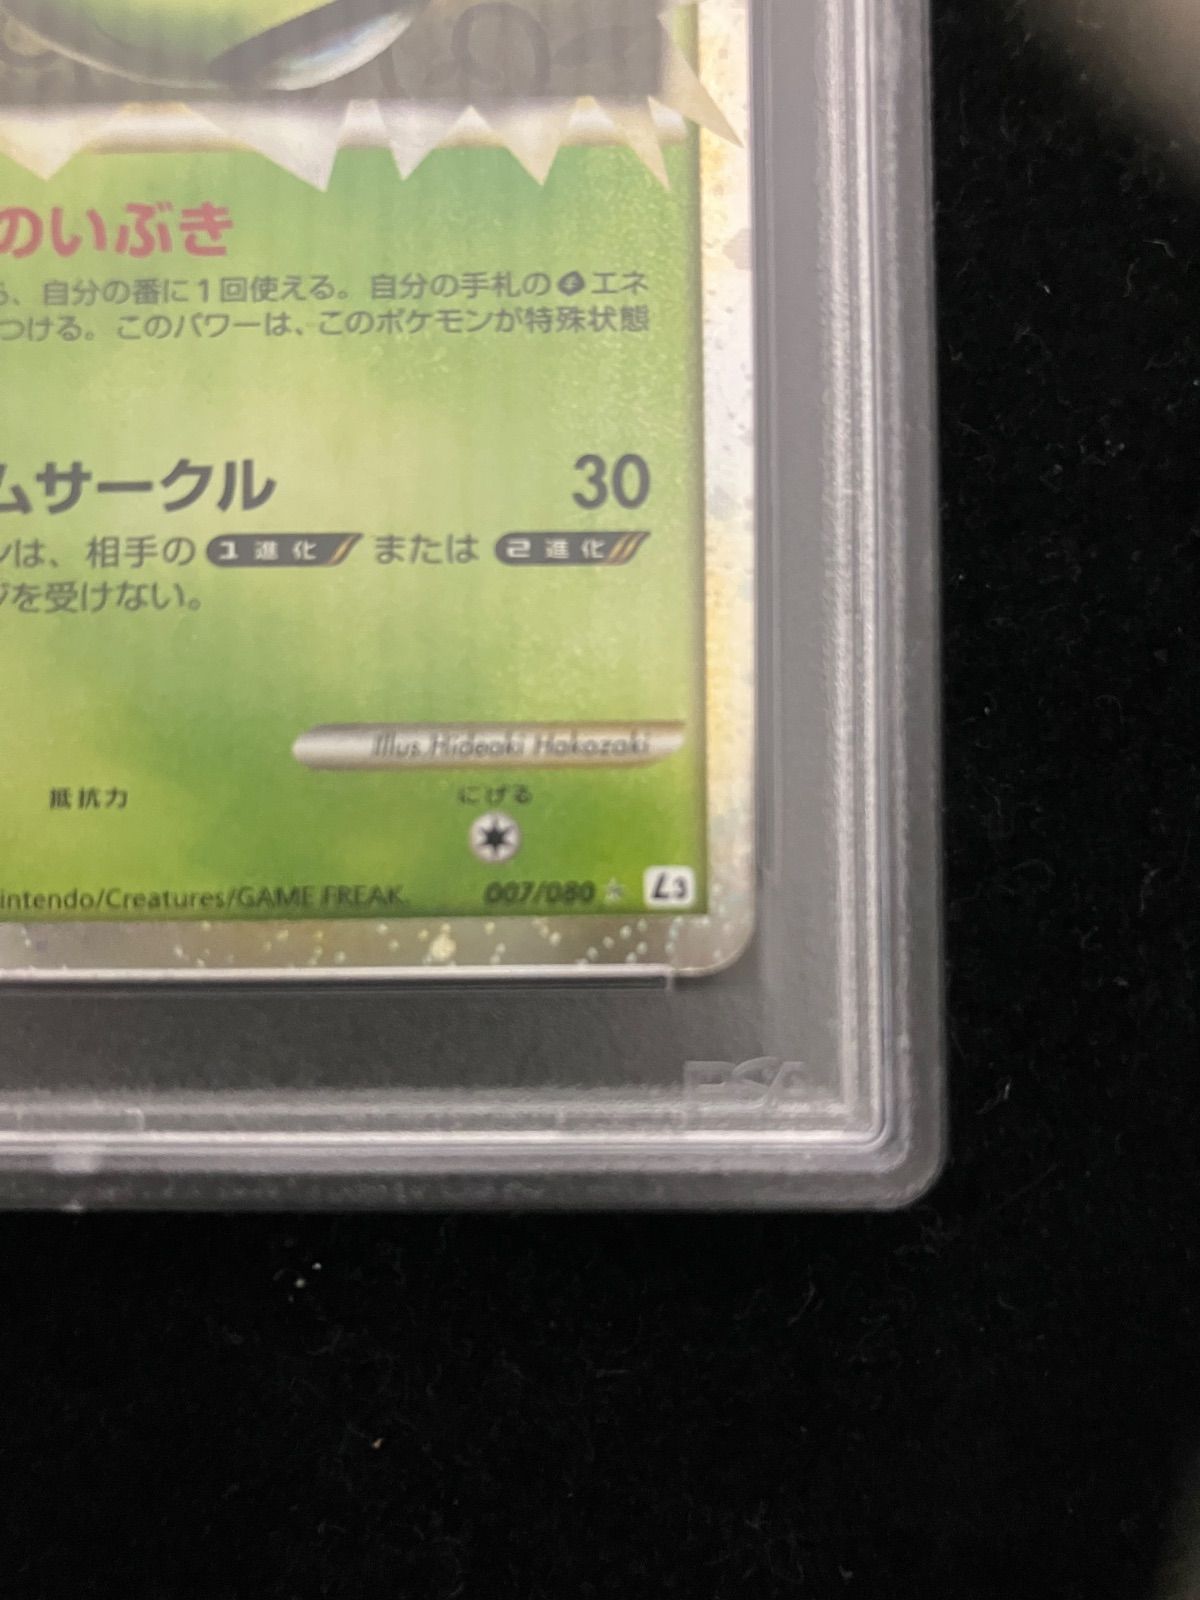 のいぶき
ら、自分の番に1回使える。自分の手札のエネ
つける。このパワーは、このポケモンが特殊状態
ムサークル 30
ンは、相手の 1進化 または 2進化
ジを受けない。
Illus. Hideaki Hakozaki
抵抗力 にげる
intendo/Creatures/GAME FREAK. 007/080 L3
PSA